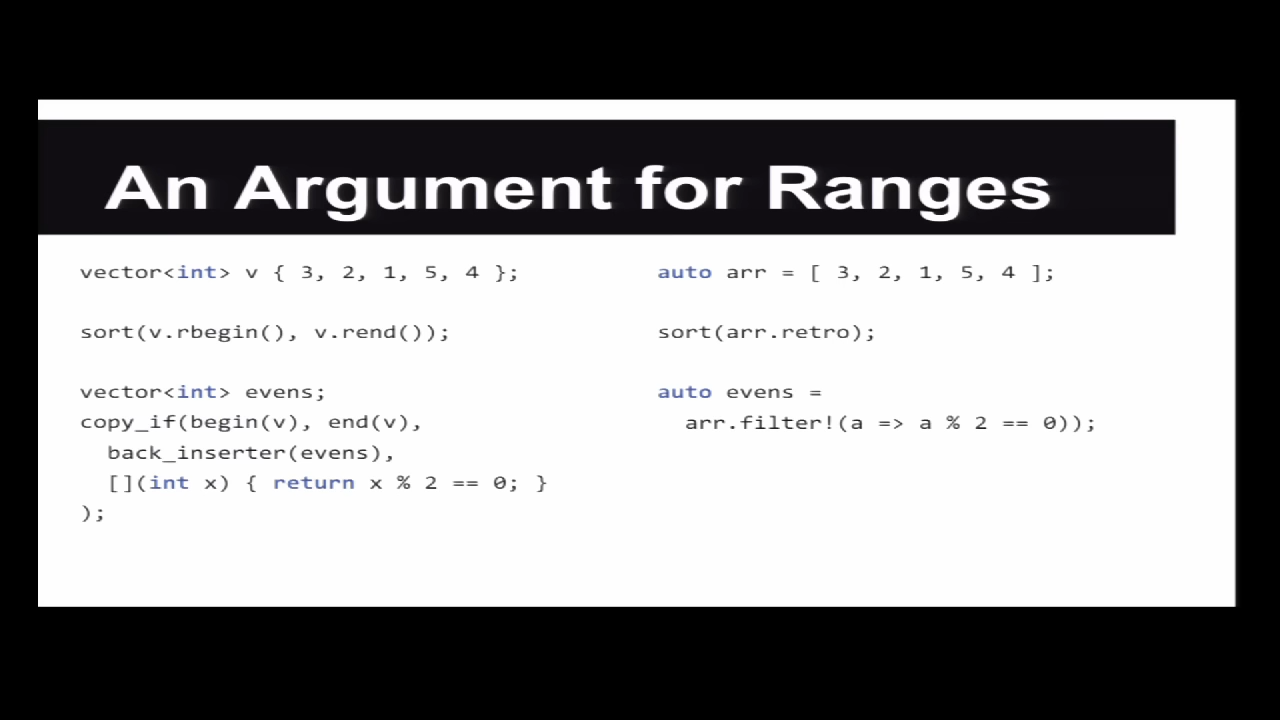 An Argument for Ranges
vector<int> v { 3, 2, 1, 5, 4 };
sort(v.rbegin(), v.rend());
vector<int> evens;
copy_if(begin(v), end(v),
back_inserter(evens),
[](int x) { return x % 2 == 0; }
);
auto arr = [ 3, 2, 1, 5, 4 ];
sort(arr.retro);
auto evens =
arr.filter!(a => a % 2 == 0));